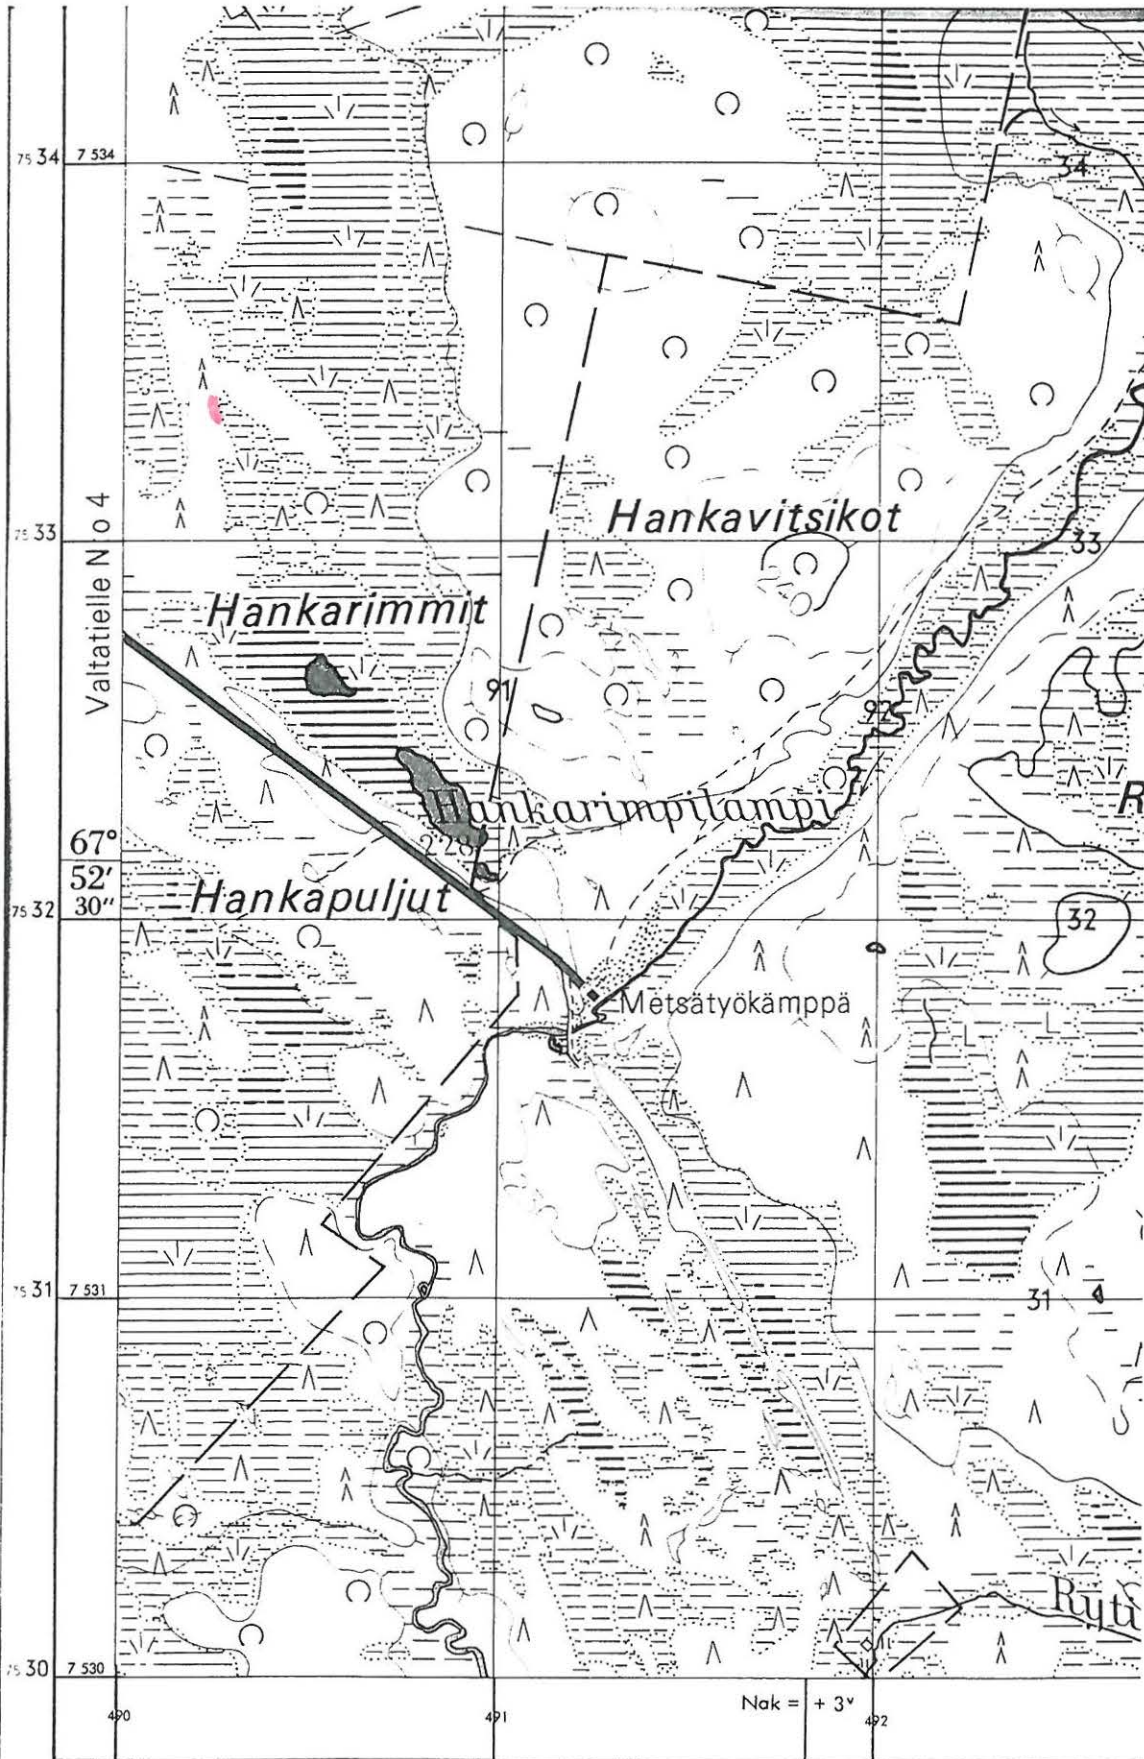 75 34
7 534
34
Hankavitsikot
75 33
33
Valtatielle No 4
Hankarimmit
91
92
Hankarimpilampi
R
67°
228
52'
30"
Hankapuljut
75 32
32
Metsätyökämppä
75 31
7 531
31
Ryti
75 30
7 530
Nak = + 3ᵛ
490
491
492